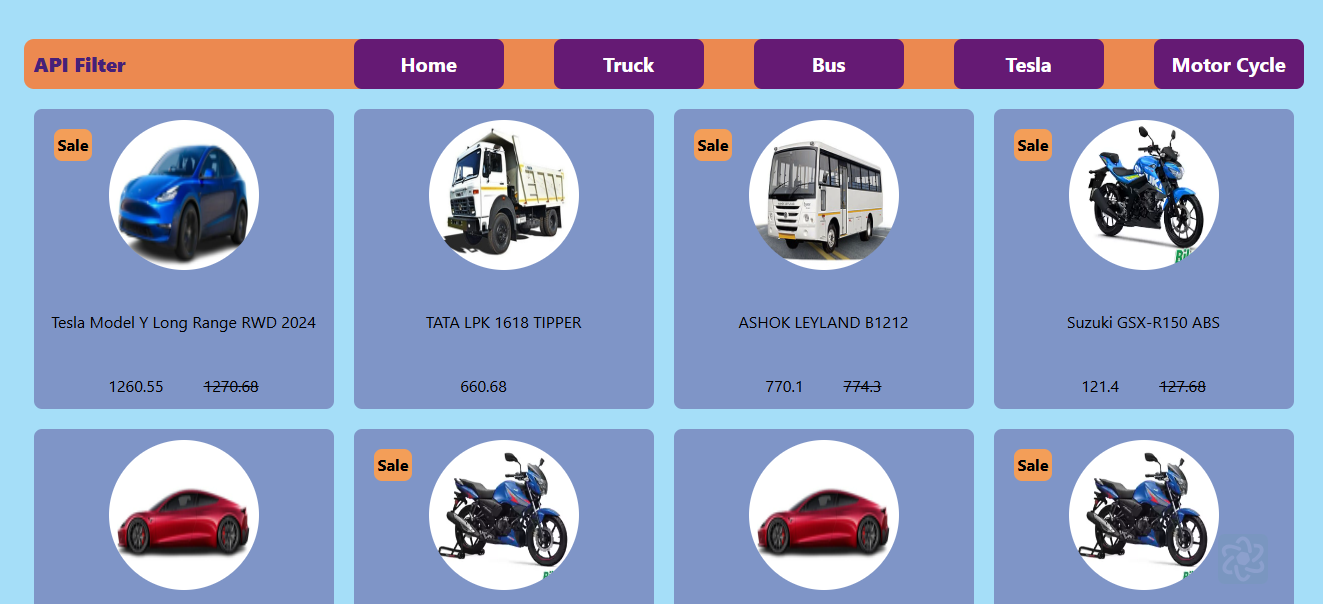 API Filter
Home
Truck
Bus
Tesla
Motor Cycle
Sale
Tesla Model Y Long Range RWD 2024
1260.55 1270.68
TATA LPK 1618 TIPPER
660.68
Sale
ASHOK LEYLAND B1212
770.1 774.3
Sale
Suzuki GSX-R150 ABS
121.4 127.68
Sale
Sale